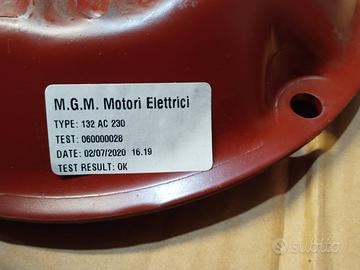 M.G.M. Motori Elettrici
TYPE: 132 AC 230
TEST: 060000028
DATE: 02/07/2020 16.19
TEST RESULT: OK
subito